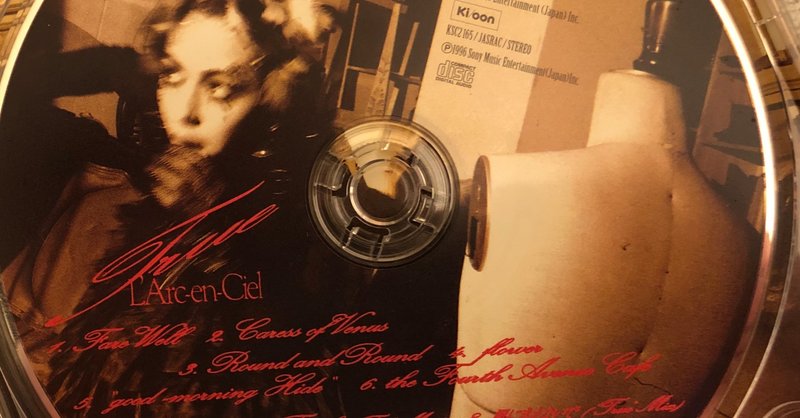 Entertainment (Japan) Inc.
Ki/oon
KSC2 165 / JASRAC / STEREO
℗1996 Sony Music Entertainment (Japan) Inc.
COMPACT
disc
DIGITAL AUDIO
True
L'Arc-en-Ciel
1. Fare Well 2. Caress of Venus
3. Round and Round 4. flower
5. "good-morning Hide" 6. the Fourth Avenue Café